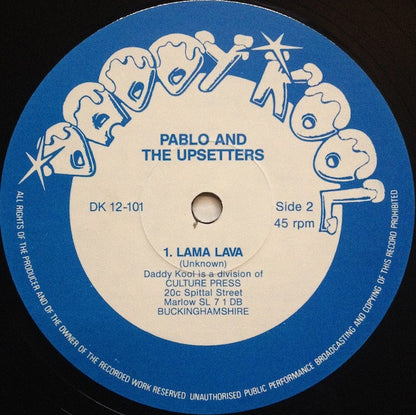 DADDY KOOL
PABLO AND
THE UPSETTERS
DK 12-101
Side 2
45 rpm
1. LAMA LAVA
(Unknown)
Daddy Kool is a division of
CULTURE PRESS
20c Spittal Street
Marlow SL 7 1 DB
BUCKINGHAMSHIRE
ALL RIGHTS OF THE PRODUCER AND OF THE OWNER OF THE RECORDED WORK RESERVED UNAUTHORISED PUBLIC PERFORMANCE BROADCASTING AND COPYING OF THIS RECORD PROHIBITED